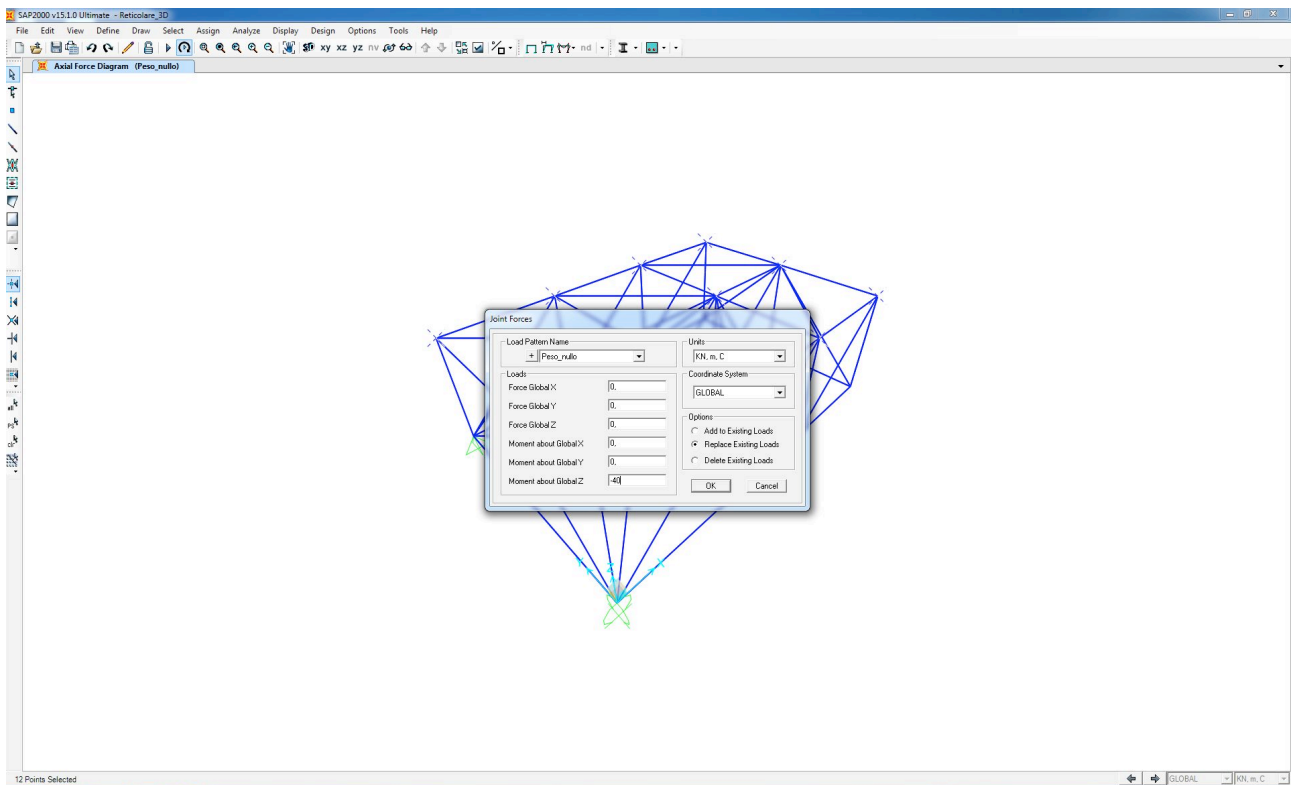 SAP2000 v15.1.0 Ultimate - Reticolare_3D
File Edit View Define Draw Select Assign Analyze Display Design Options Tools Help
xy xz yz nv nd
Axial Force Diagram (Peso_nullo)
Joint Forces
Load Pattern Name
+ Peso_nullo
Units
KN, m, C
Loads
Force Global X 0.
Force Global Y 0.
Force Global Z 0.
Moment about Global X 0.
Moment about Global Y 0.
Moment about Global Z -40
Coordinate System
GLOBAL
Options
Add to Existing Loads
Replace Existing Loads
Delete Existing Loads
OK Cancel
all
ps
clr
Y Z X
12 Points Selected
GLOBAL KN, m, C